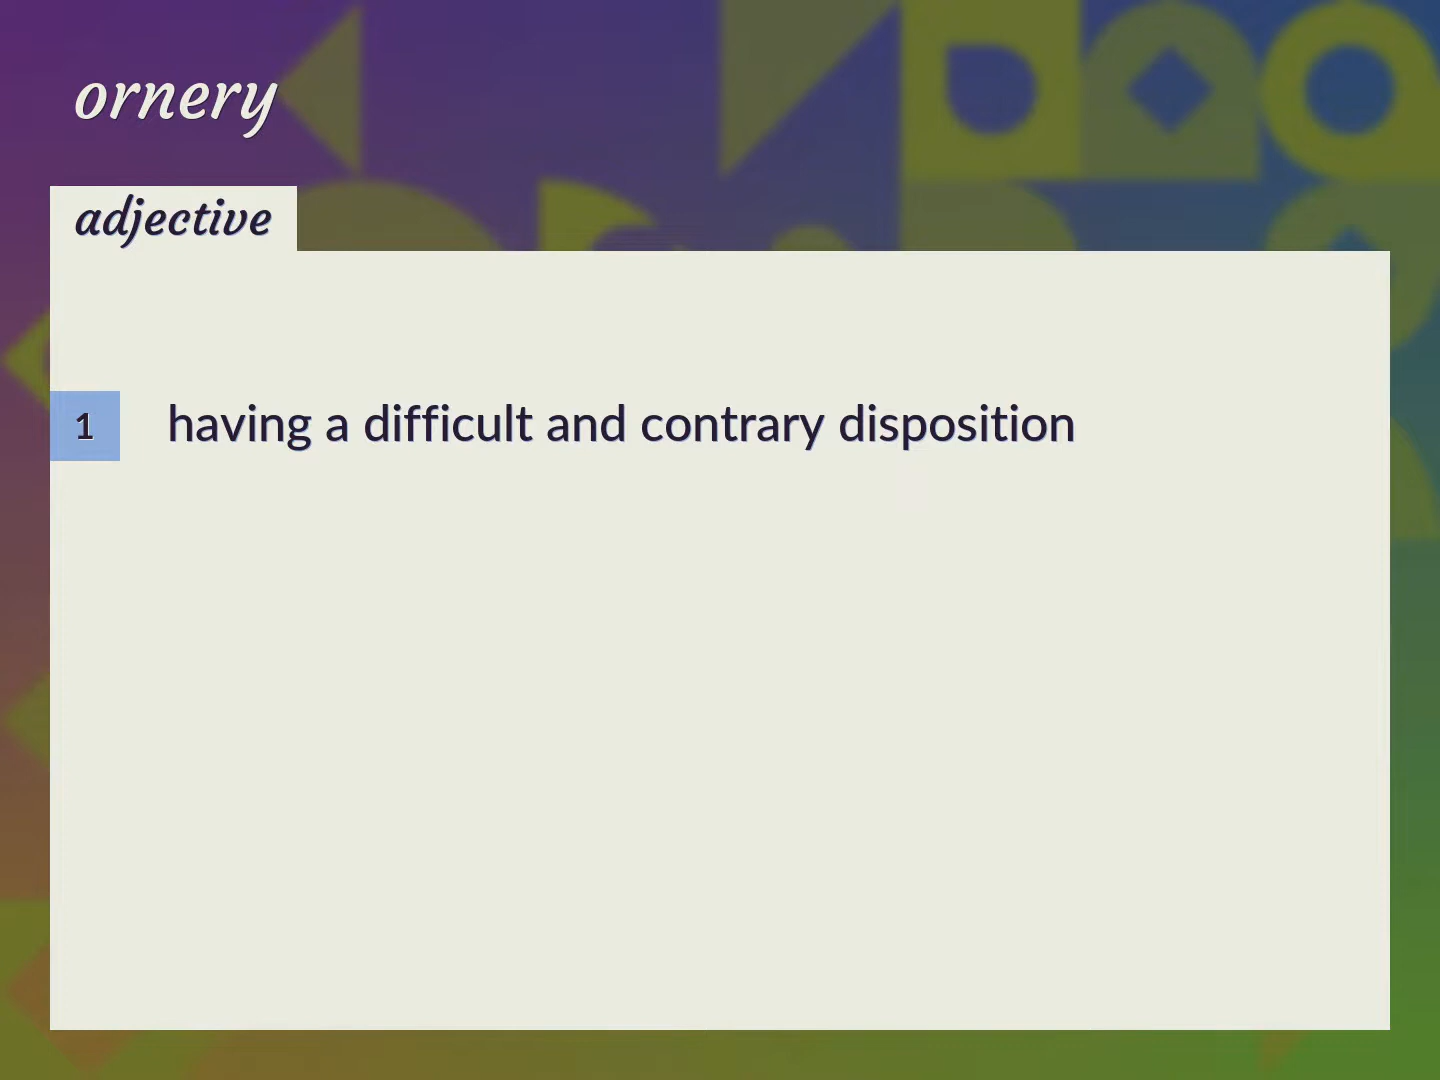 ornery
adjective
1 having a difficult and contrary disposition